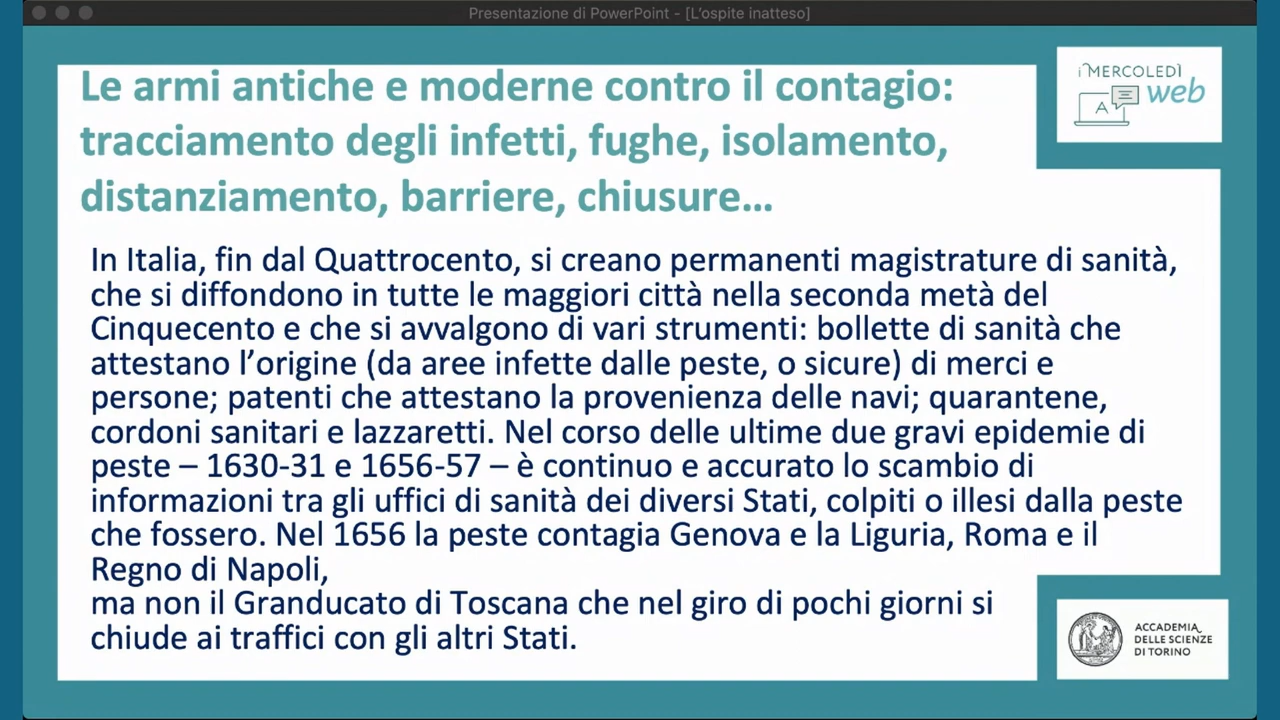 Presentazione di PowerPoint - [L'ospite inatteso]
Le armi antiche e moderne contro il contagio:
tracciamento degli infetti, fughe, isolamento,
distanziamento, barriere, chiusure...
i MERCOLEDÌ
A
web
In Italia, fin dal Quattrocento, si creano permanenti magistrature di sanità,
che si diffondono in tutte le maggiori città nella seconda metà del
Cinquecento e che si avvalgono di vari strumenti: bollette di sanità che
attestano l’origine (da aree infette dalle peste, o sicure) di merci e
persone; patenti che attestano la provenienza delle navi; quarantene,
cordoni sanitari e lazzaretti. Nel corso delle ultime due gravi epidemie di
peste – 1630-31 e 1656-57 – è continuo e accurato lo scambio di
informazioni tra gli uffici di sanità dei diversi Stati, colpiti o illesi dalla peste
che fossero. Nel 1656 la peste contagia Genova e la Liguria, Roma e il
Regno di Napoli,
ma non il Granducato di Toscana che nel giro di pochi giorni si
chiude ai traffici con gli altri Stati.
ACCADEMIA
DELLE SCIENZE
DI TORINO